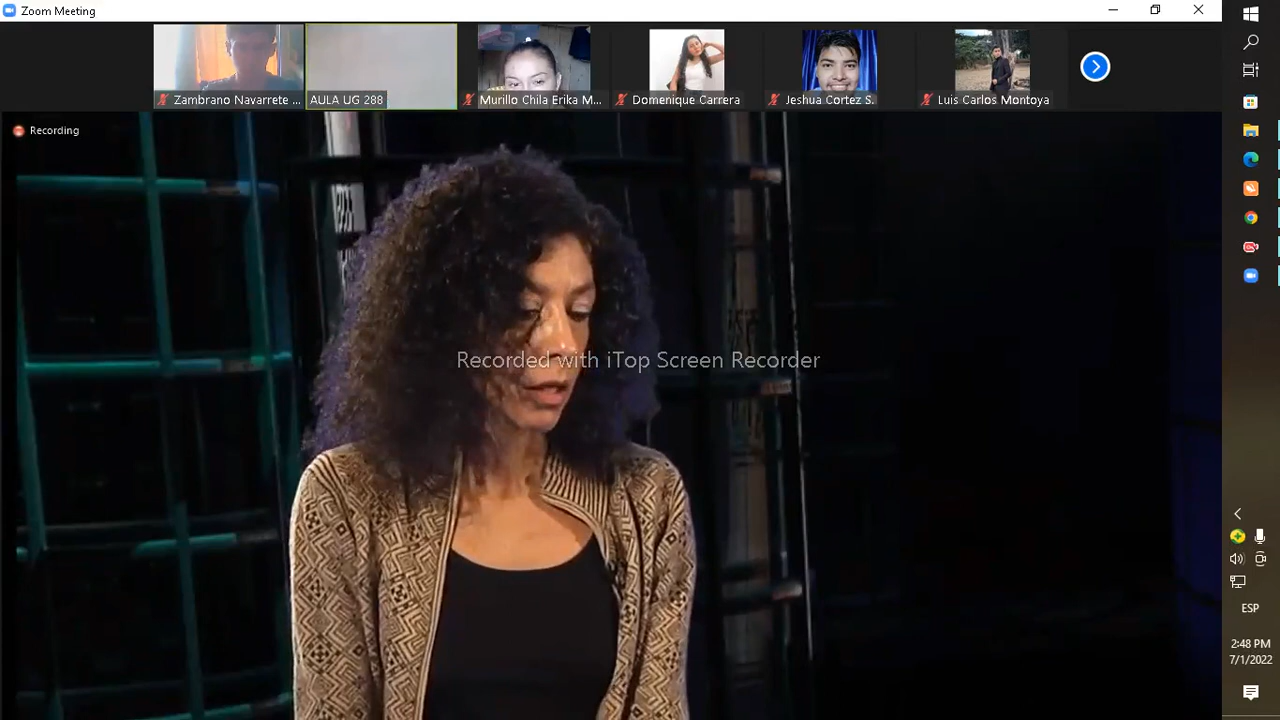 Zoom Meeting
Zambrano Navarrete ...
AULA UG 288
Murillo Chila Erika M...
Domenique Carrera
Jeshua Cortez S.
Luis Carlos Montoya
Recording
Recorded with iTop Screen Recorder
ESP
2:48 PM
7/1/2022